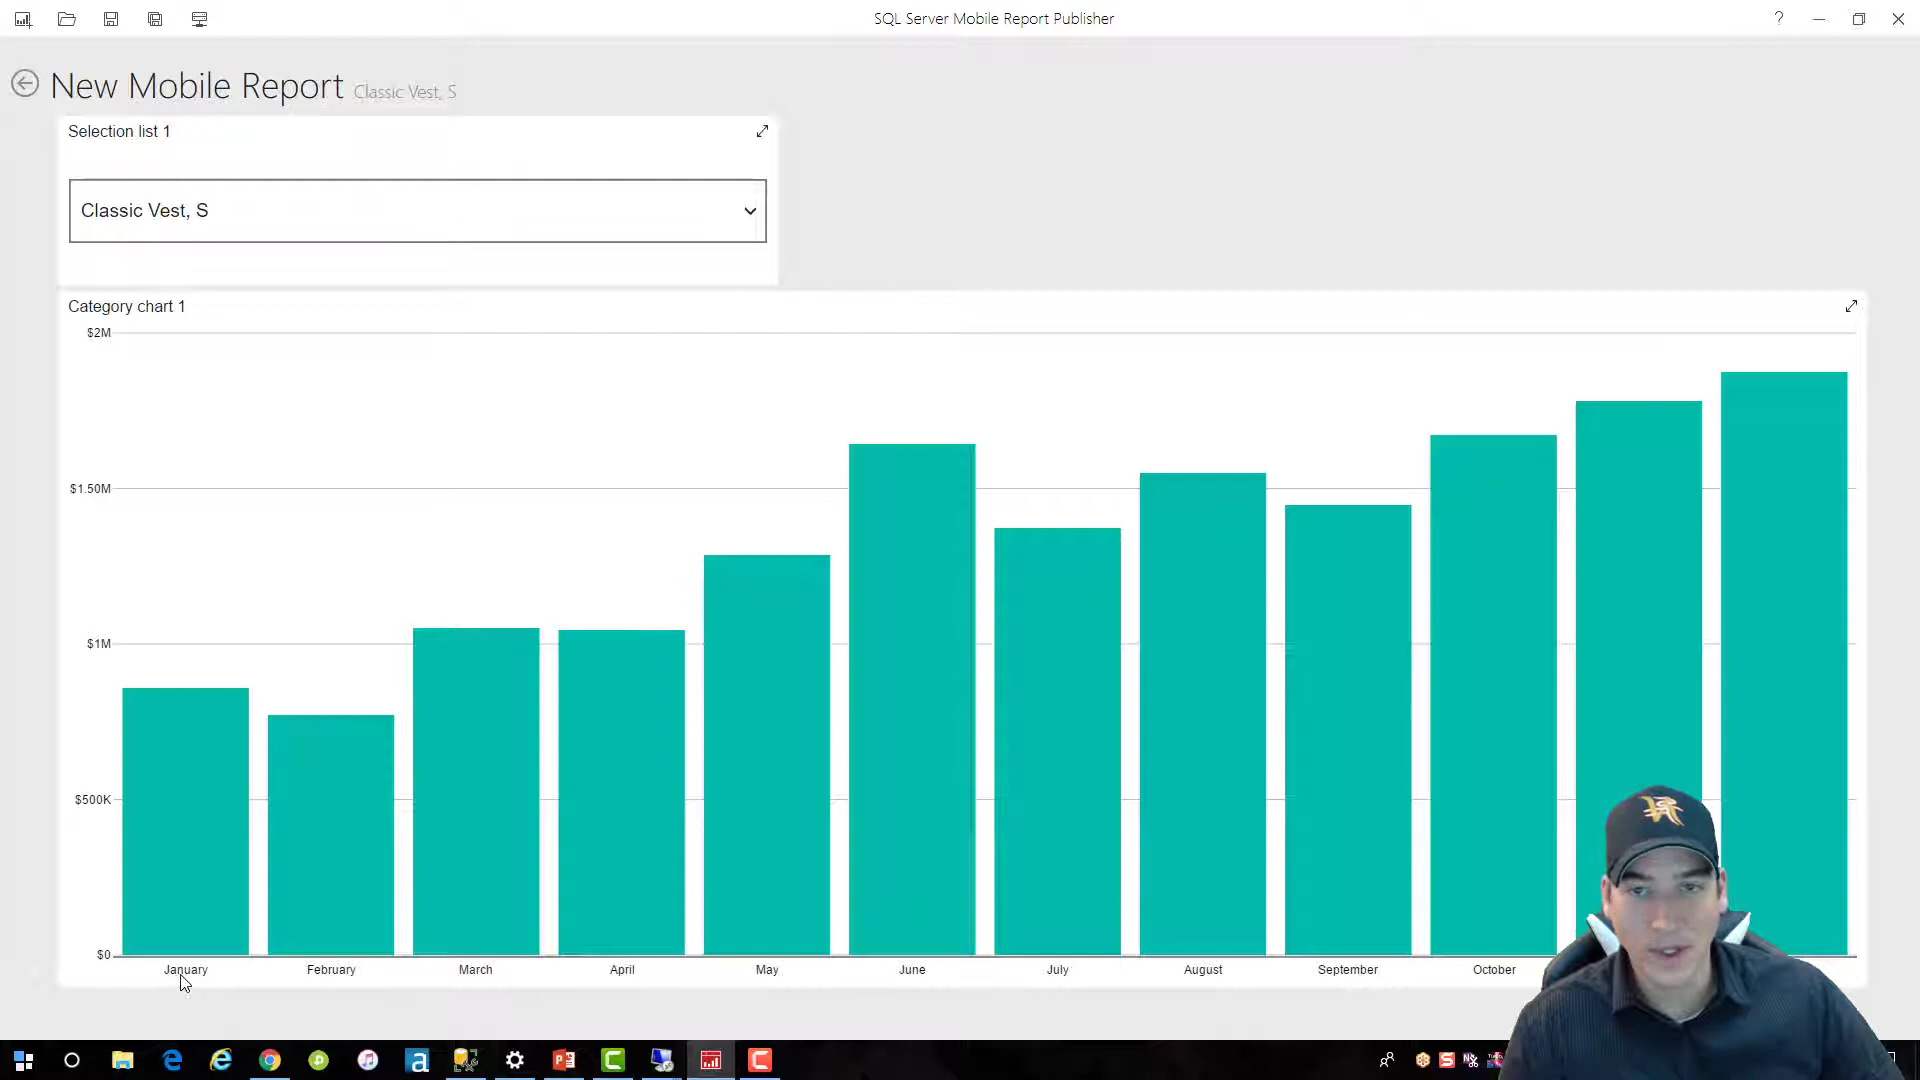 SQL Server Mobile Report Publisher
?
New Mobile Report Classic Vest, S
Selection list 1
Classic Vest, S
Category chart 1
$2M
$1.50M
$1M
$500K
$0
January February March April May June July August September October